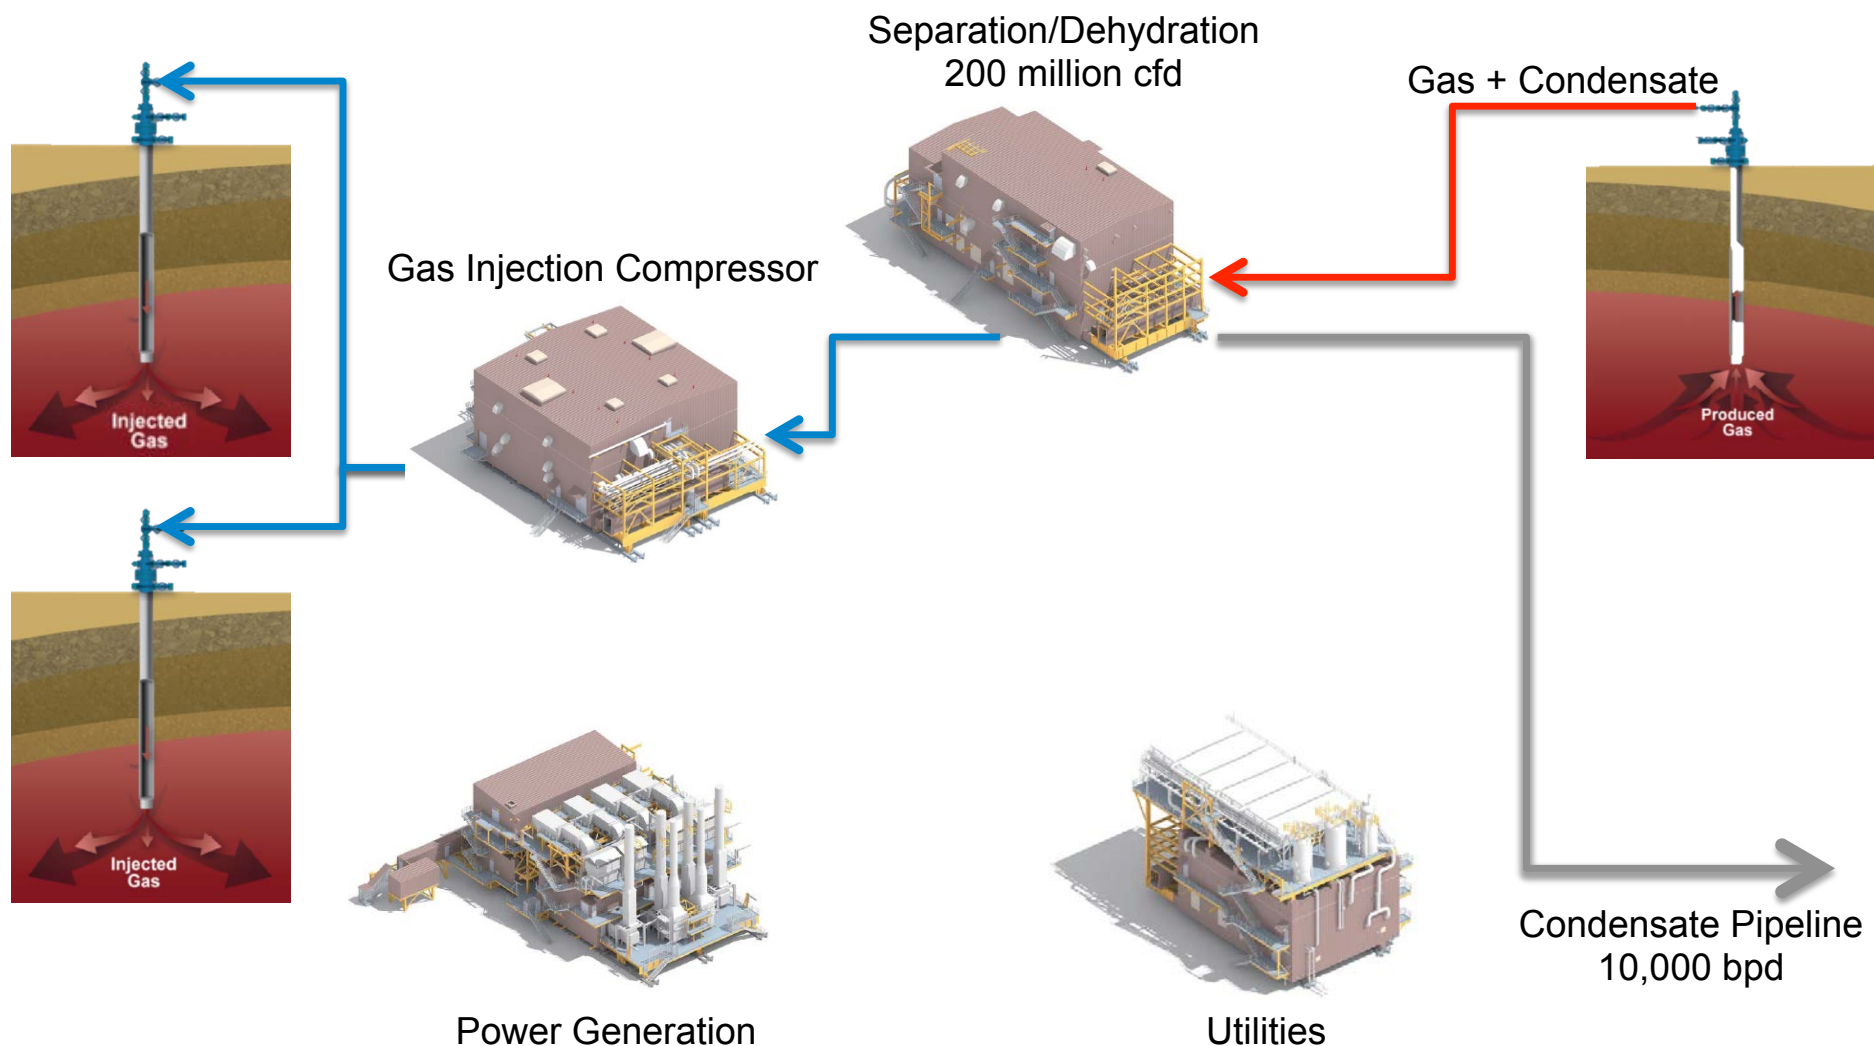 Separation/Dehydration
200 million cfd
Gas + Condensate
Gas Injection Compressor
Injected
Gas
Produced
Gas
Injected
Gas
Condensate Pipeline
10,000 bpd
Power Generation
Utilities